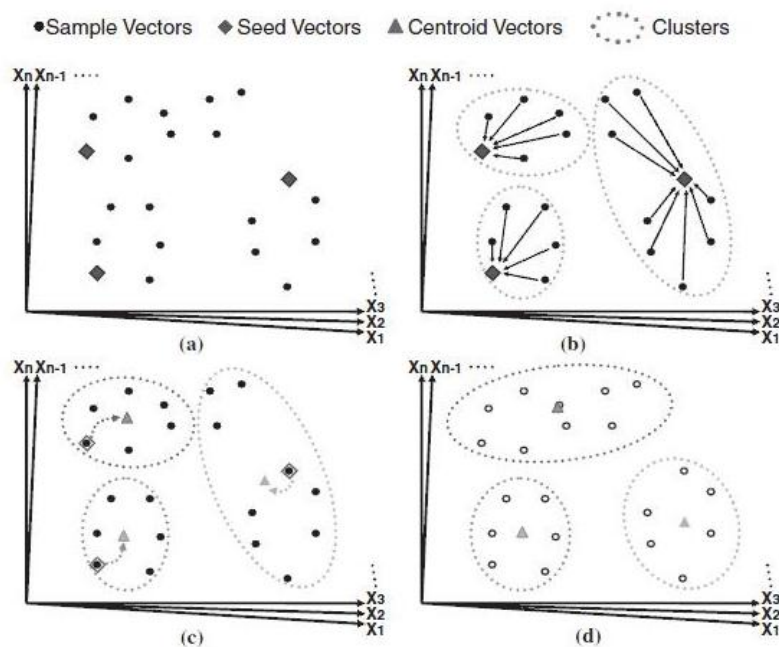 Sample Vectors Seed Vectors Centroid Vectors Clusters
Xn Xn-1 ····
X3
X2
X1
(a)
Xn Xn-1 ····
X3
X2
X1
(b)
Xn Xn-1 ····
X3
X2
X1
(c)
Xn Xn-1 ····
X3
X2
X1
(d)